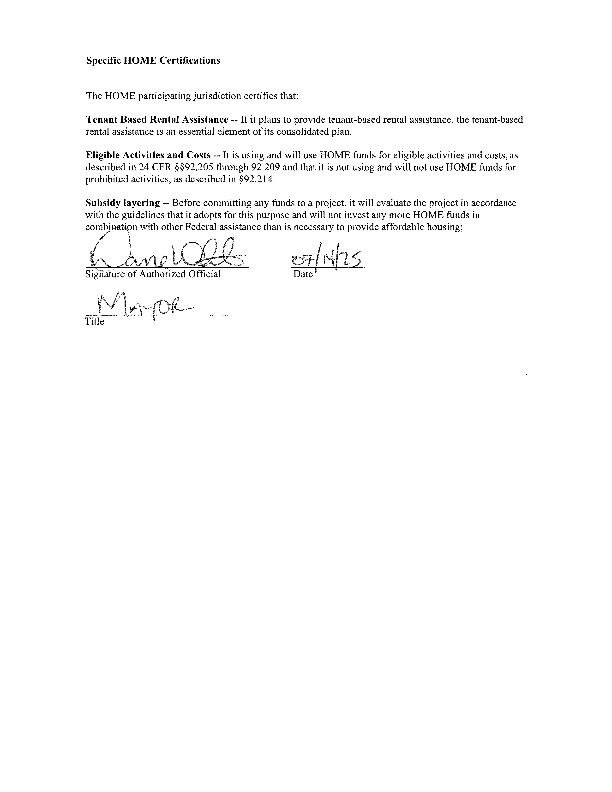 Specific HOME Certifications
The HOME participating jurisdiction certifies that:
Tenant Based Rental Assistance -- If it plans to provide tenant-based rental assistance, the tenant-based
rental assistance is an essential element of its consolidated plan.
Eligible Activities and Costs -- It is using and will use HOME funds for eligible activities and costs, as
described in 24 CFR §§92.205 through 92.209 and that it is not using and will not use HOME funds for
prohibited activities, as described in §92.214
Subsidy layering -- Before committing any funds to a project, it will evaluate the project in accordance
with the guidelines that it adopts for this purpose and will not invest any more HOME funds in
combination with other Federal assistance than is necessary to provide affordable housing;
07/14/25
Signature of Authorized Official Date
Mayor
Title